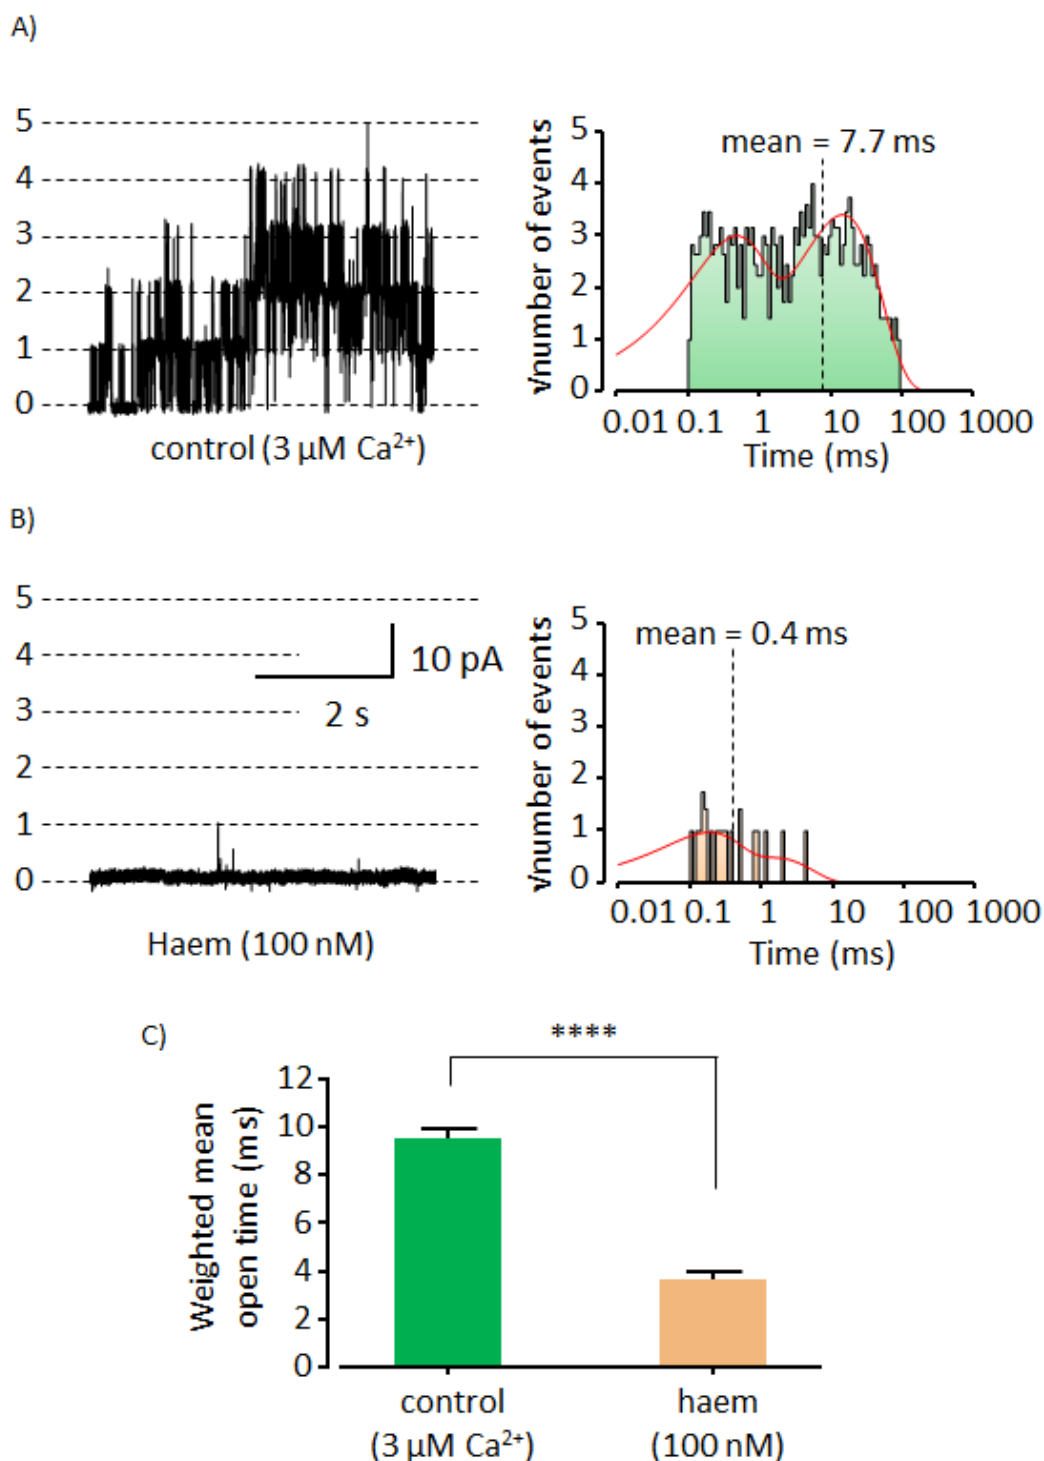 A)
5
4
3
2
1
0
control (3 µM Ca²⁺)
√number of events
5
4
3
2
1
0
mean = 7.7 ms
0.01 0.1 1 10 100 1000
Time (ms)
B)
5
4
3
2
1
0
10 pA
2 s
Haem (100 nM)
√number of events
5
4
3
2
1
0
mean = 0.4 ms
0.01 0.1 1 10 100 1000
Time (ms)
C)
****
Weighted mean
open time (ms)
12
10
8
6
4
2
0
control
(3 µM Ca²⁺)
haem
(100 nM)